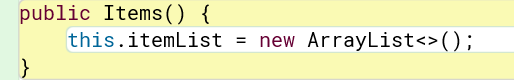 public Items() {
    this.itemList = new ArrayList<>();
}